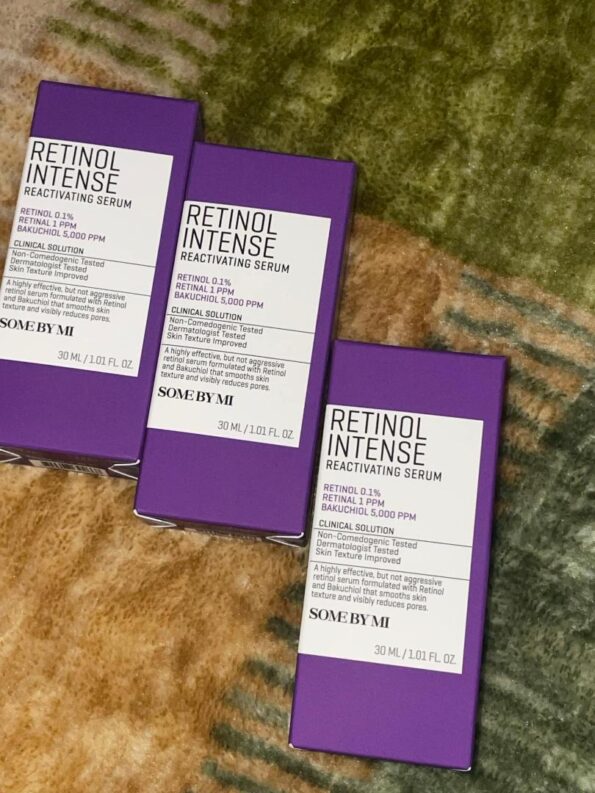 RETINOL
INTENSE
REACTIVATING SERUM
RETINOL 0.1%
RETINAL 1 PPM
BAKUCHIOL 5,000 PPM
CLINICAL SOLUTION
Non-Comedogenic Tested
Dermatologist Tested
Skin Texture Improved
A highly effective, but not aggressive
retinol serum formulated with Retinol
and Bakuchiol that smooths skin
texture and visibly reduces pores.
SOME BY MI
30 ML / 1.01 FL. OZ.
RETINOL
INTENSE
REACTIVATING SERUM
RETINOL 0.1%
RETINAL 1 PPM
BAKUCHIOL 5,000 PPM
CLINICAL SOLUTION
Non-Comedogenic Tested
Dermatologist Tested
Skin Texture Improved
A highly effective, but not aggressive
retinol serum formulated with Retinol
and Bakuchiol that smooths skin
texture and visibly reduces pores.
SOME BY MI
30 ML / 1.01 FL. OZ.
RETINOL
INTENSE
REACTIVATING SERUM
RETINOL 0.1%
RETINAL 1 PPM
BAKUCHIOL 5,000 PPM
CLINICAL SOLUTION
Non-Comedogenic Tested
Dermatologist Tested
Skin Texture Improved
A highly effective, but not aggressive
retinol serum formulated with Retinol
and Bakuchiol that smooths skin
texture and visibly reduces pores.
SOME BY MI
30 ML / 1.01 FL. OZ.